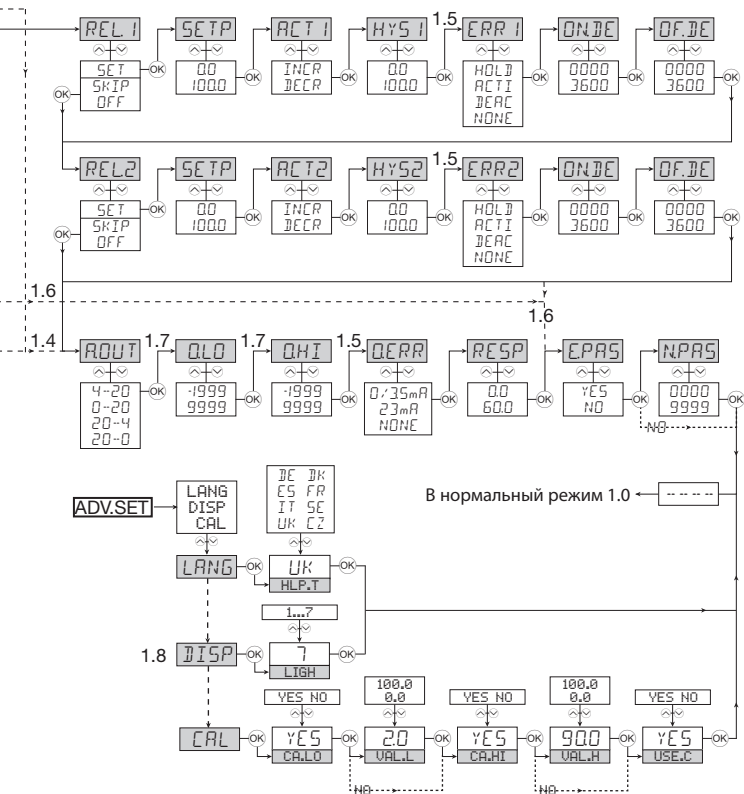 1.5
REL.1 SETP ACT1 HYS1 ERR1 ON.DE OF.DE
SET SKIP OFF
OK
0.0 100.0
OK
INCR DECR
OK
0.0 100.0
OK
HOLD ACTI DEAC NONE
OK
0000 3600
OK
0000 3600
OK
OK
1.5
REL2 SETP ACT2 HYS2 ERR2 ON.DE OF.DE
SET SKIP OFF
OK
0.0 100.0
OK
INCR DECR
OK
0.0 100.0
OK
HOLD ACTI DEAC NONE
OK
0000 3600
OK
0000 3600
OK
OK
1.6
1.6
1.4 A.OUT 1.7 O.LO 1.7 O.HI 1.5 O.ERR RESP E.PAS N.PAS
4-20 0-20 20-4 20-0
OK
-1999 9999
OK
-1999 9999
OK
0/3.5mA 23mA NONE
OK
0.0 60.0
OK
YES NO
OK
0000 9999
OK
NO
В нормальный режим 1.0
-- -- -- --
ADV.SET
LANG DISP CAL
DE DK
ES FR
IT SE
UK CZ
LANG OK UK OK
HLP.T
1...7
1.8 DISP OK 7 OK
LIGH
YES NO
100.0 0.0
YES NO
100.0 0.0
YES NO
CAL OK YES OK 2.0 OK YES OK 90.0 OK YES OK
CA.LO VAL.L CA.HI VAL.H USE.C
NO NO